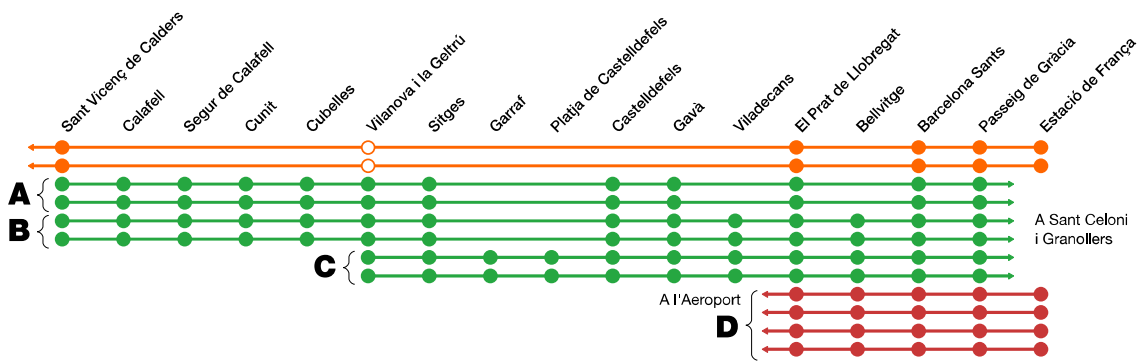 Sant Vicenç de Calders
Calafell
Segur de Calafell
Cunit
Cubelles
Vilanova i la Geltrú
Sitges
Garraf
Platja de Castelldefels
Castelldefels
Gavà
Viladecans
El Prat de Llobregat
Bellvitge
Barcelona Sants
Passeig de Gràcia
Estació de França
A
B
A Sant Celoni
i Granollers
C
A l'Aeroport
D